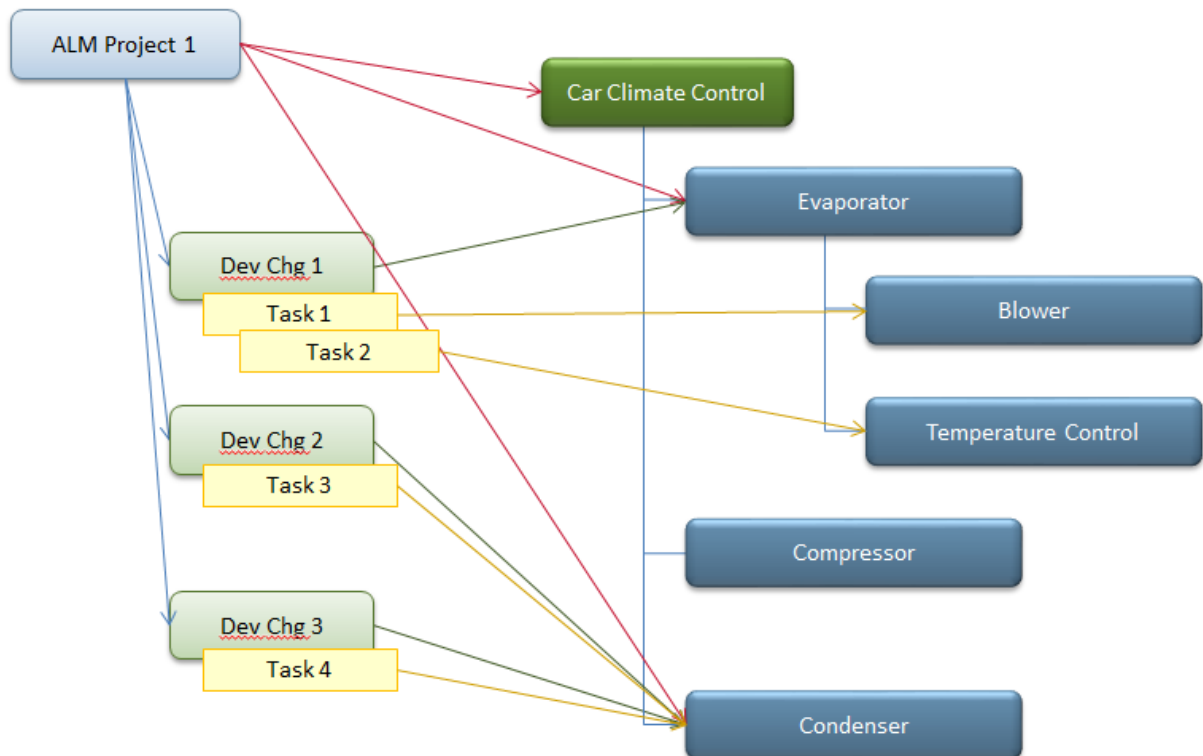 ALM Project 1
Car Climate Control
Evaporator
Dev Chg 1
Task 1
Blower
Task 2
Dev Chg 2
Temperature Control
Task 3
Compressor
Dev Chg 3
Task 4
Condenser